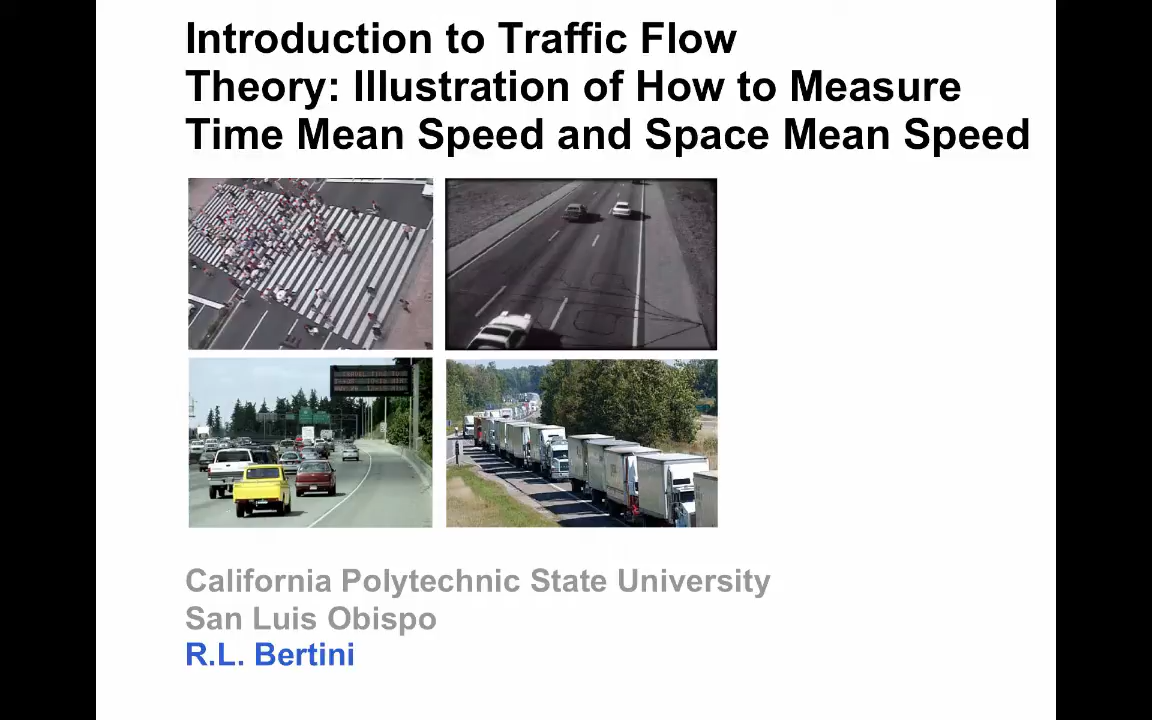 Introduction to Traffic Flow
Theory: Illustration of How to Measure
Time Mean Speed and Space Mean Speed
California Polytechnic State University
San Luis Obispo
R.L. Bertini